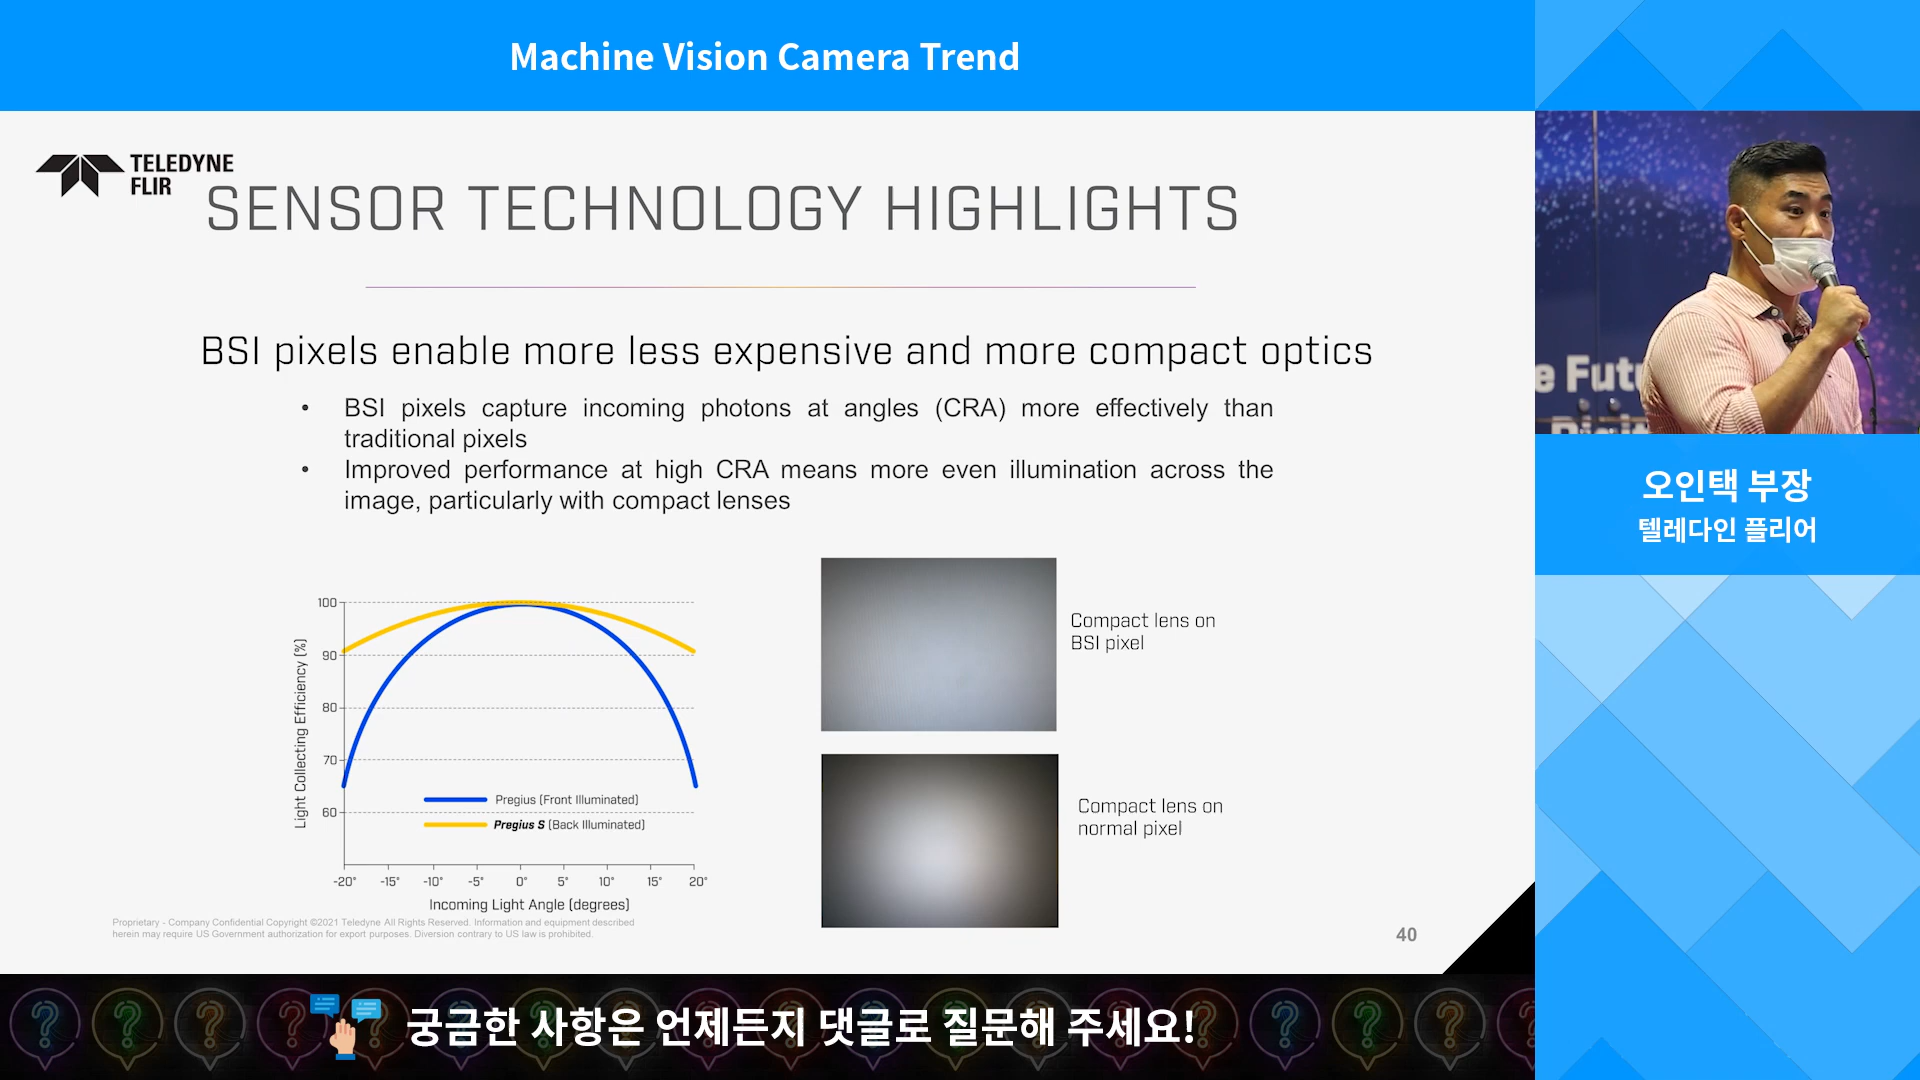 Machine Vision Camera Trend
TELEDYNE
FLIR
SENSOR TECHNOLOGY HIGHLIGHTS
BSI pixels enable more less expensive and more compact optics
• BSI pixels capture incoming photons at angles (CRA) more effectively than
traditional pixels
• Improved performance at high CRA means more even illumination across the
image, particularly with compact lenses
Light Collecting Efficiency (%)
100
90
80
70
60
Pregius (Front Illuminated)
Pregius S (Back Illuminated)
-20° -15° -10° -5° 0° 5° 10° 15° 20°
Incoming Light Angle (degrees)
Compact lens on
BSI pixel
Compact lens on
normal pixel
Proprietary - Company Confidential Copyright ©2021 Teledyne All Rights Reserved. Information and equipment described
herein may require US Government authorization for export purposes. Diversion contrary to US law is prohibited.
40
e Futu
오인택 부장
텔레다인 플리어
궁금한 사항은 언제든지 댓글로 질문해 주세요!